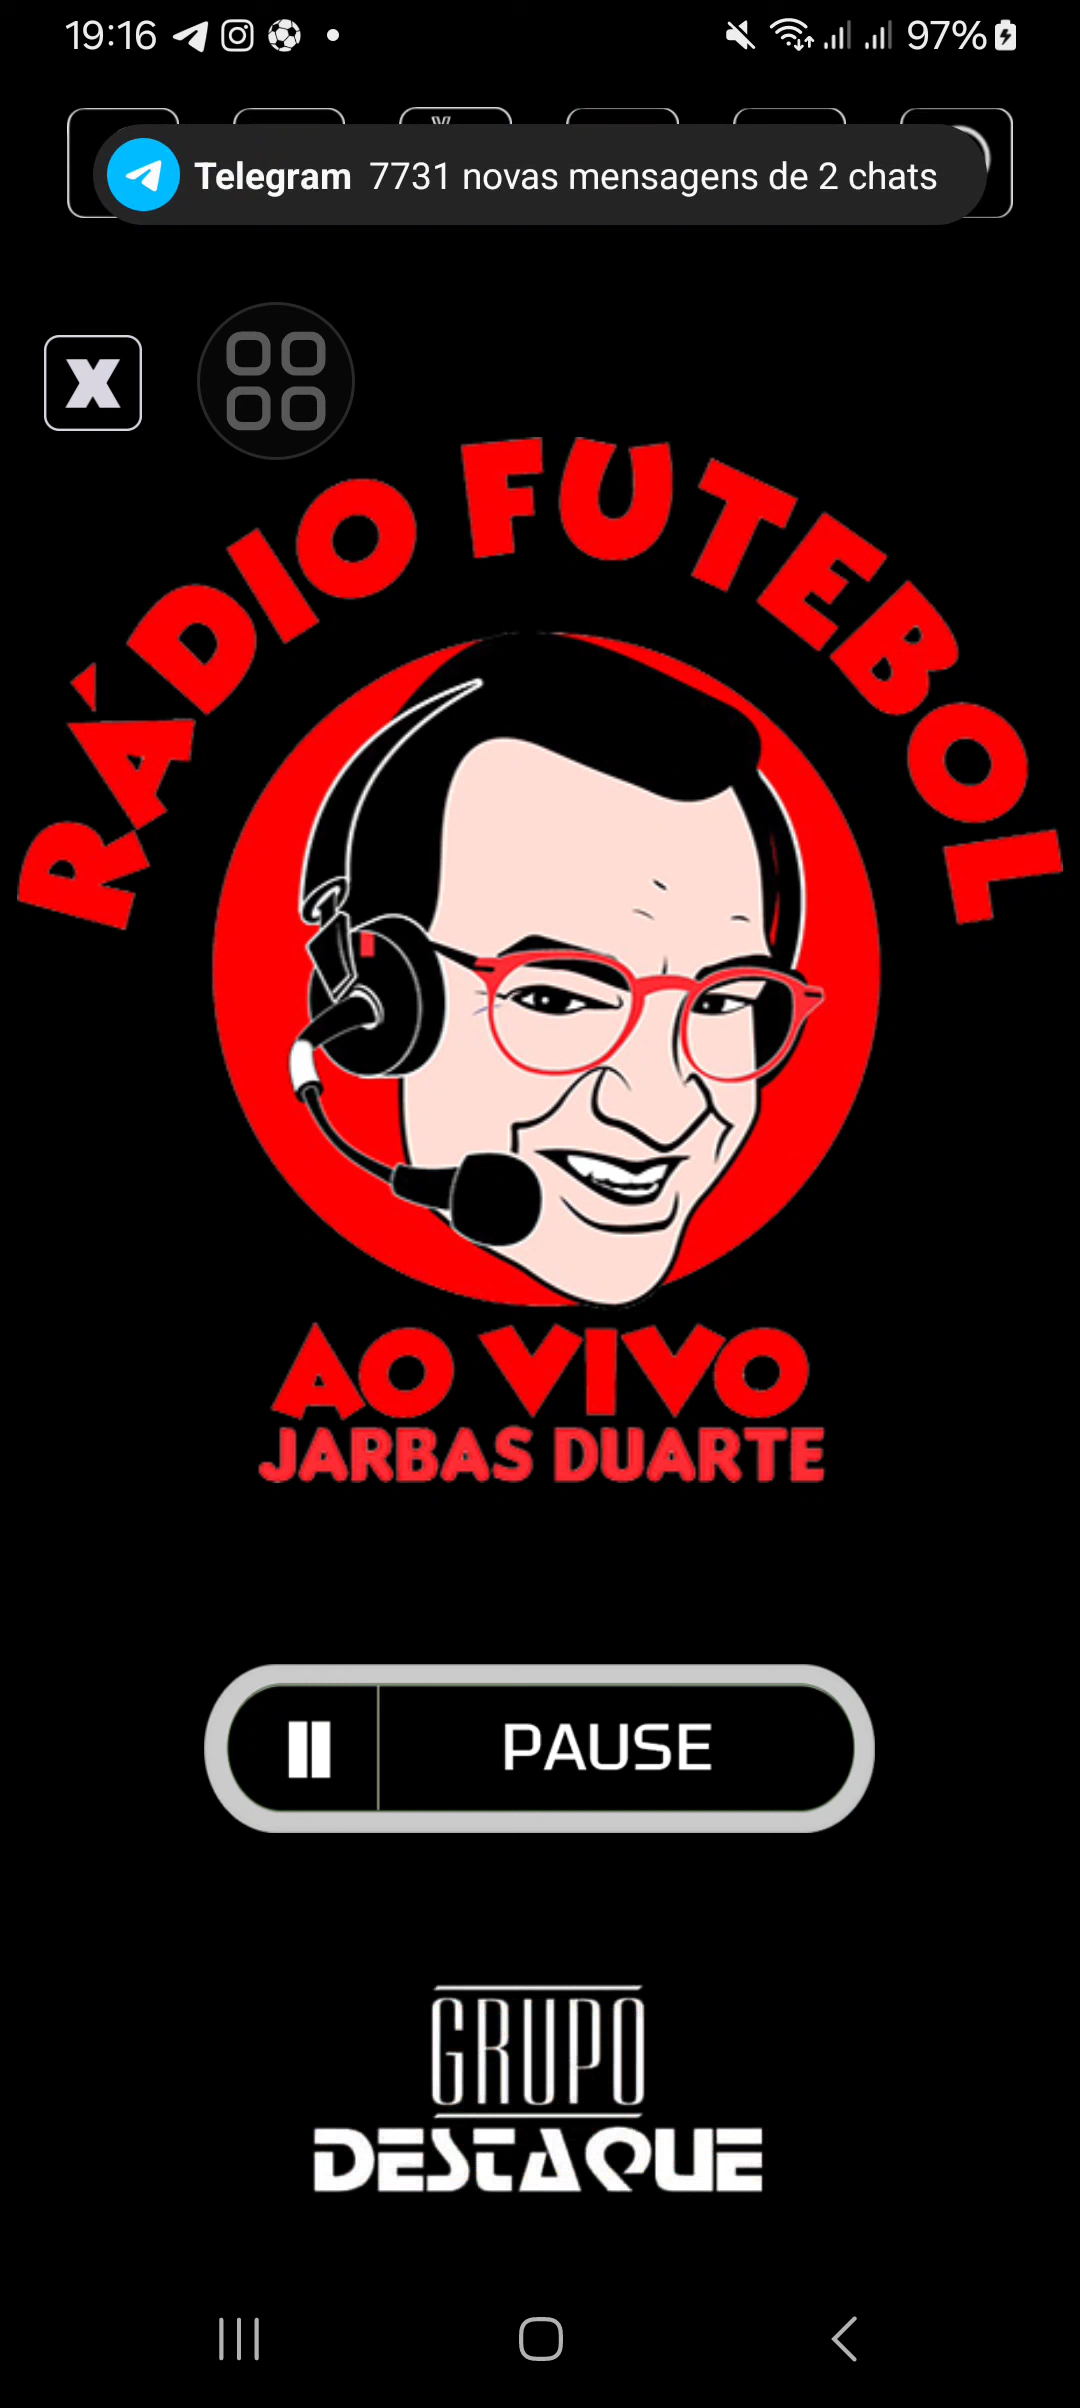 19:16
97%
Telegram 7731 novas mensagens de 2 chats
X
RÁDIO FUTEBOL
AO VIVO
JARBAS DUARTE
PAUSE
GRUPO
DESTAQUE